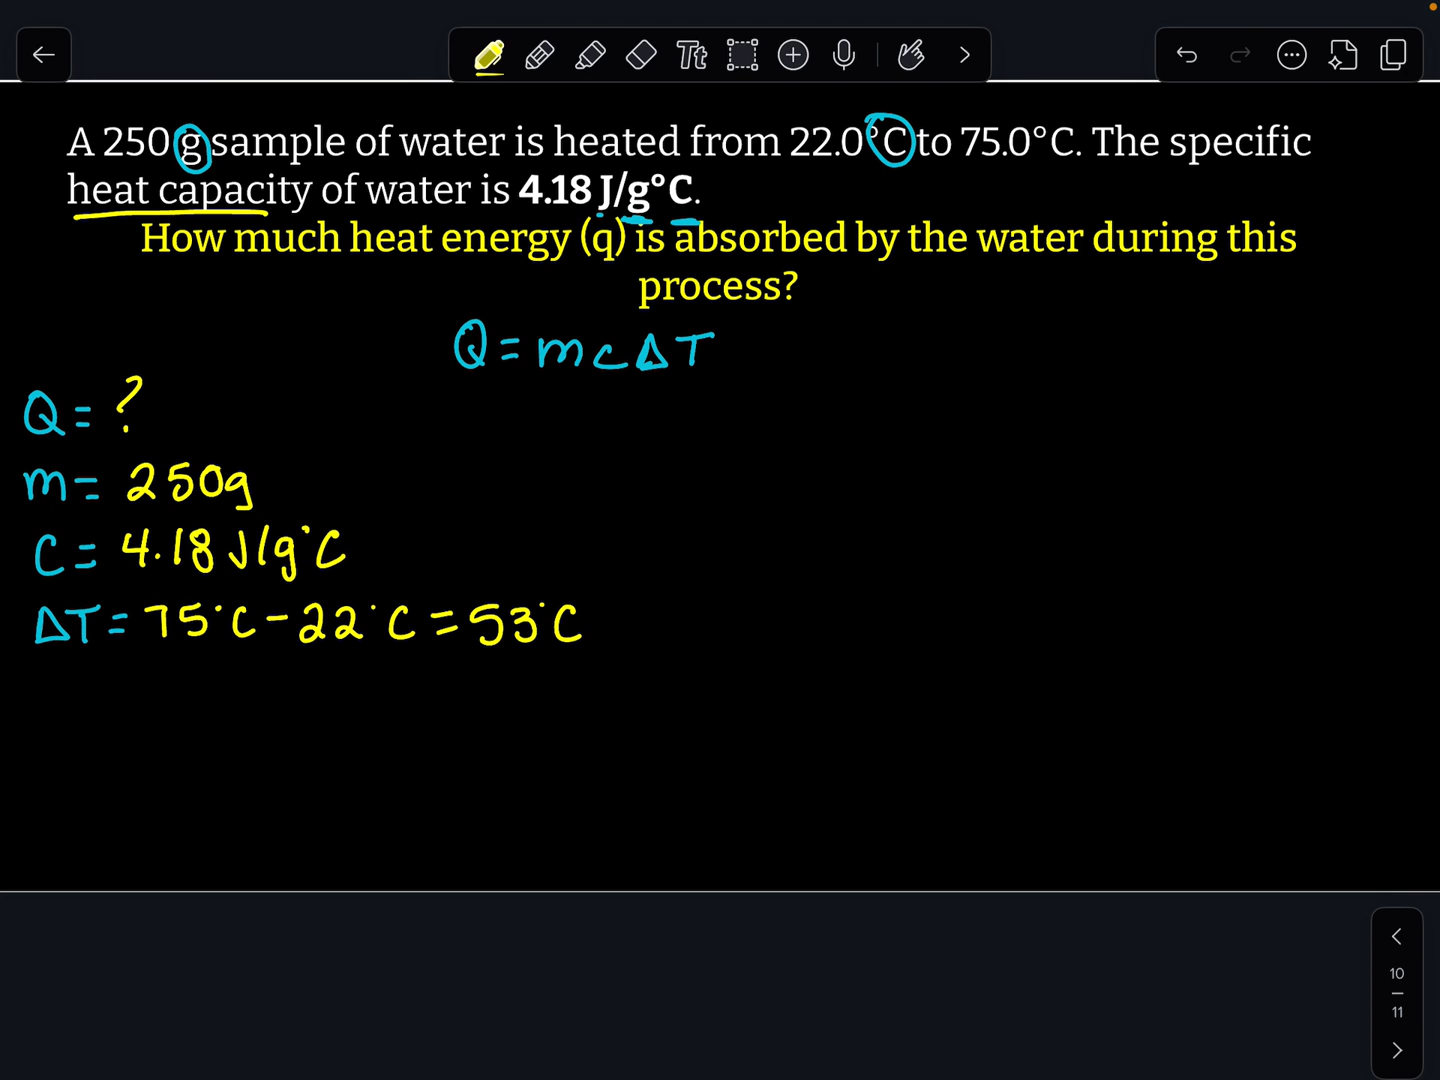 Tt
A 250 g sample of water is heated from 22.0°C to 75.0°C. The specific
heat capacity of water is 4.18 J/g°C.
How much heat energy (q) is absorbed by the water during this
process?
Q = mcΔT
Q = ?
m = 250g
C = 4.18 J/g°C
ΔT = 75°C - 22°C = 53°C
10
11